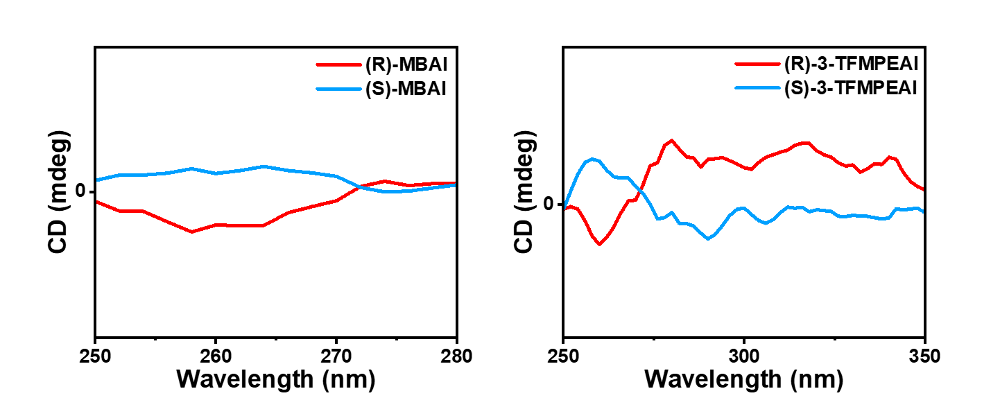 (R)-MBAI
(S)-MBAI
CD (mdeg)
0
250 260 270 280
Wavelength (nm)
(R)-3-TFMPEAI
(S)-3-TFMPEAI
CD (mdeg)
0
250 300 350
Wavelength (nm)